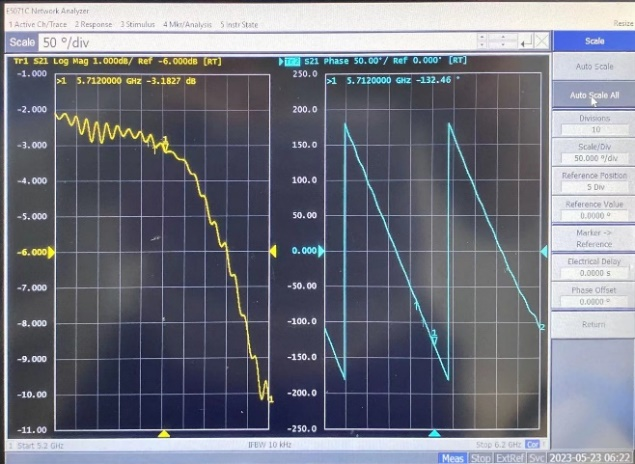 E5071C Network Analyzer
1 Active Ch/Trace 2 Response 3 Stimulus 4 Mkr/Analysis 5 Instr State
Resize
Scale 50 °/div
Scale
Tr1 S21 Log Mag 1.000dB/ Ref -6.000dB [RT]
Tr2 S21 Phase 50.00°/ Ref 0.000° [RT]
-1.000
>1 5.7120000 GHz -3.1827 dB
250.0
>1 5.7120000 GHz -132.46 °
Auto Scale
-2.000
200.0
Auto Scale All
-3.000
150.0
Divisions
10
-4.000
100.0
Scale/Div
50.000 °/div
-5.000
50.00
Reference Position
5 Div
-6.000
0.000
Reference Value
0.0000 °
-7.000
-50.00
Marker ->
Reference
-8.000
-100.0
Electrical Delay
0.0000 s
-9.000
-150.0
Phase Offset
0.0000 °
-10.00
-200.0
Return
-11.00
-250.0
1 Start 5.2 GHz
IFBW 10 kHz
Stop 6.2 GHz Cor !
Meas Stop ExtRef Svc 2023-05-23 06:22